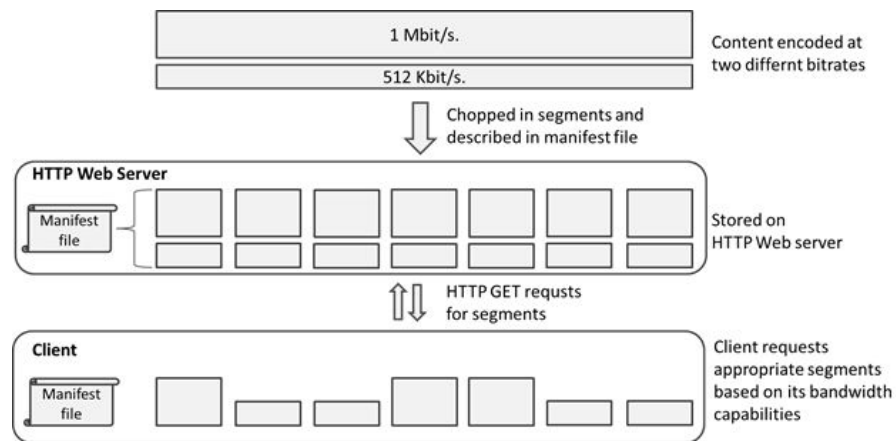 1 Mbit/s.
512 Kbit/s.
Content encoded at
two differnt bitrates
Chopped in segments and
described in manifest file
HTTP Web Server
Manifest
file
Stored on
HTTP Web server
HTTP GET requsts
for segments
Client
Manifest
file
Client requests
appropriate segments
based on its bandwidth
capabilities